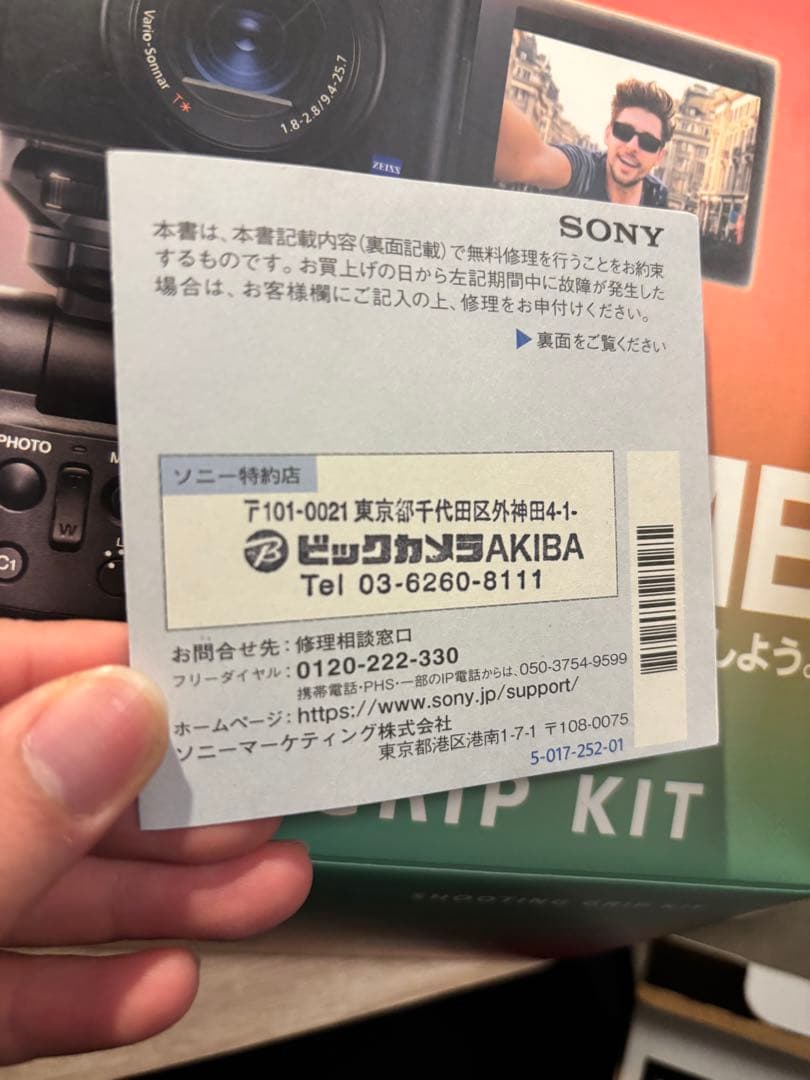 Vario-Sonnar T*
1.8-2.8/9.4-25.7
ZEISS
SONY
本書は、本書記載内容(裏面記載)で無料修理を行うことをお約束
するものです。お買上げの日から左記期間中に故障が発生した
場合は、お客様欄にご記入の上、修理をお申付けください。
▶裏面をご覧ください
ソニー特約店
〒101-0021 東京都千代田区外神田4-1-
B ビックカメラAKIBA
Tel 03-6260-8111
お問合せ先:修理相談窓口
フリーダイヤル:0120-222-330
携帯電話・PHS・一部のIP電話からは、050-3754-9599
ホームページ:https://www.sony.jp/support/
ソニーマーケティング株式会社
東京都港区港南1-7-1 〒108-0075
5-017-252-01
PHOTO
W
C1
ME
しよう。
GRIP KIT
SHOOTING GRIP KIT